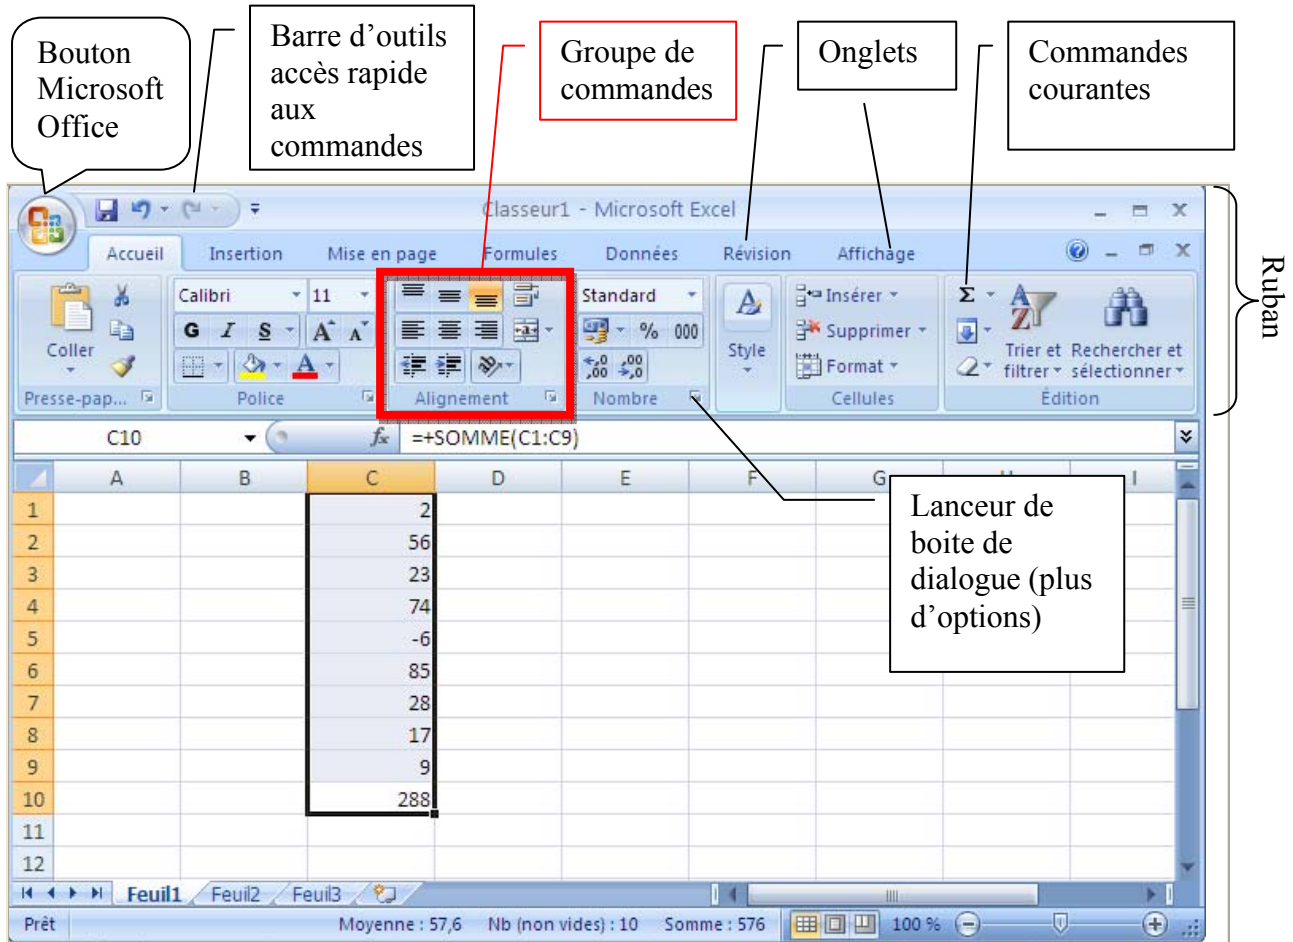 Bouton
Microsoft
Office
Barre d’outils
accès rapide
aux
commandes
Groupe de
commandes
Onglets
Commandes
courantes
Ruban
Classeur1 - Microsoft Excel
Accueil Insertion Mise en page Formules Données Révision Affichage
Coller
Presse-pap...
Calibri 11
G I S A A
A
Police
Alignement
Standard
% 000
,0 ,00
,00 ,0
Nombre
A
Style
Insérer
Supprimer
Format
Cellules
Σ
A
Z
Trier et
filtrer
Rechercher et
sélectionner
Édition
C10 fx =+SOMME(C1:C9)
A B C D E F G I
1 2
2 56
3 23
4 74
5 -6
6 85
7 28
8 17
9 9
10 288
11
12
Lanceur de
boite de
dialogue (plus
d’options)
Feuil1 Feuil2 Feuil3
Prêt Moyenne : 57,6 Nb (non vides) : 10 Somme : 576 100 %